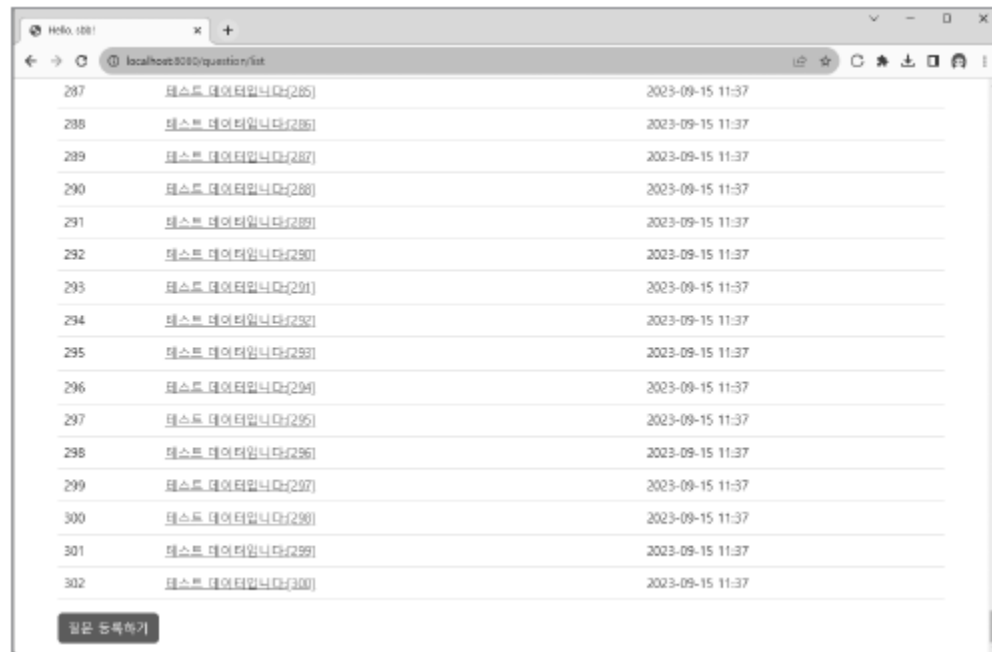 Hello, sbb!
localhost:8080/question/list
287 테스트 데이터입니다:[285] 2023-09-15 11:37
288 테스트 데이터입니다:[286] 2023-09-15 11:37
289 테스트 데이터입니다:[287] 2023-09-15 11:37
290 테스트 데이터입니다:[288] 2023-09-15 11:37
291 테스트 데이터입니다:[289] 2023-09-15 11:37
292 테스트 데이터입니다:[290] 2023-09-15 11:37
293 테스트 데이터입니다:[291] 2023-09-15 11:37
294 테스트 데이터입니다:[292] 2023-09-15 11:37
295 테스트 데이터입니다:[293] 2023-09-15 11:37
296 테스트 데이터입니다:[294] 2023-09-15 11:37
297 테스트 데이터입니다:[295] 2023-09-15 11:37
298 테스트 데이터입니다:[296] 2023-09-15 11:37
299 테스트 데이터입니다:[297] 2023-09-15 11:37
300 테스트 데이터입니다:[298] 2023-09-15 11:37
301 테스트 데이터입니다:[299] 2023-09-15 11:37
302 테스트 데이터입니다:[300] 2023-09-15 11:37
질문 등록하기